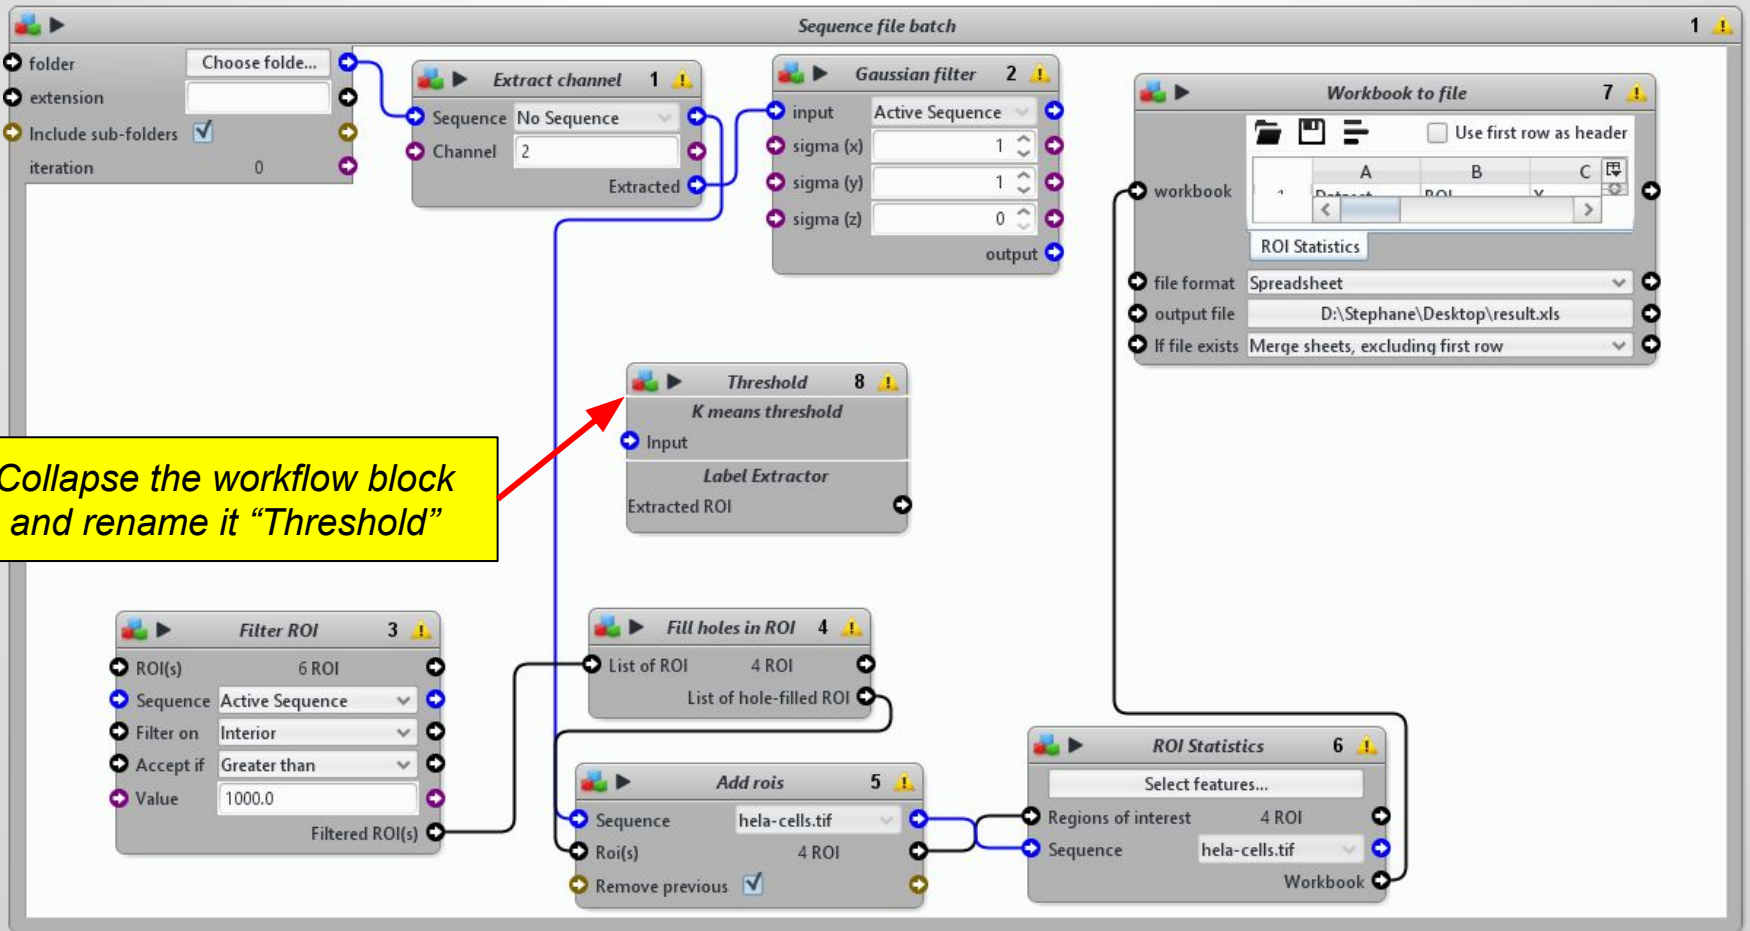 Sequence file batch 1
folder Choose folde...
extension
Include sub-folders
iteration 0
Extract channel 1
Sequence No Sequence
Channel 2
Extracted
Gaussian filter 2
input Active Sequence
sigma (x) 1
sigma (y) 1
sigma (z) 0
output
Workbook to file 7
Use first row as header
A B C
workbook 1 Dataset ROI X
ROI Statistics
file format Spreadsheet
output file D:\Stephane\Desktop\result.xls
If file exists Merge sheets, excluding first row
Threshold 8
K means threshold
Input
Label Extractor
Extracted ROI
Collapse the workflow block
and rename it “Threshold”
Filter ROI 3
ROI(s) 6 ROI
Sequence Active Sequence
Filter on Interior
Accept if Greater than
Value 1000.0
Filtered ROI(s)
Fill holes in ROI 4
List of ROI 4 ROI
List of hole-filled ROI
Add rois 5
Sequence hela-cells.tif
Roi(s) 4 ROI
Remove previous
ROI Statistics 6
Select features...
Regions of interest 4 ROI
Sequence hela-cells.tif
Workbook